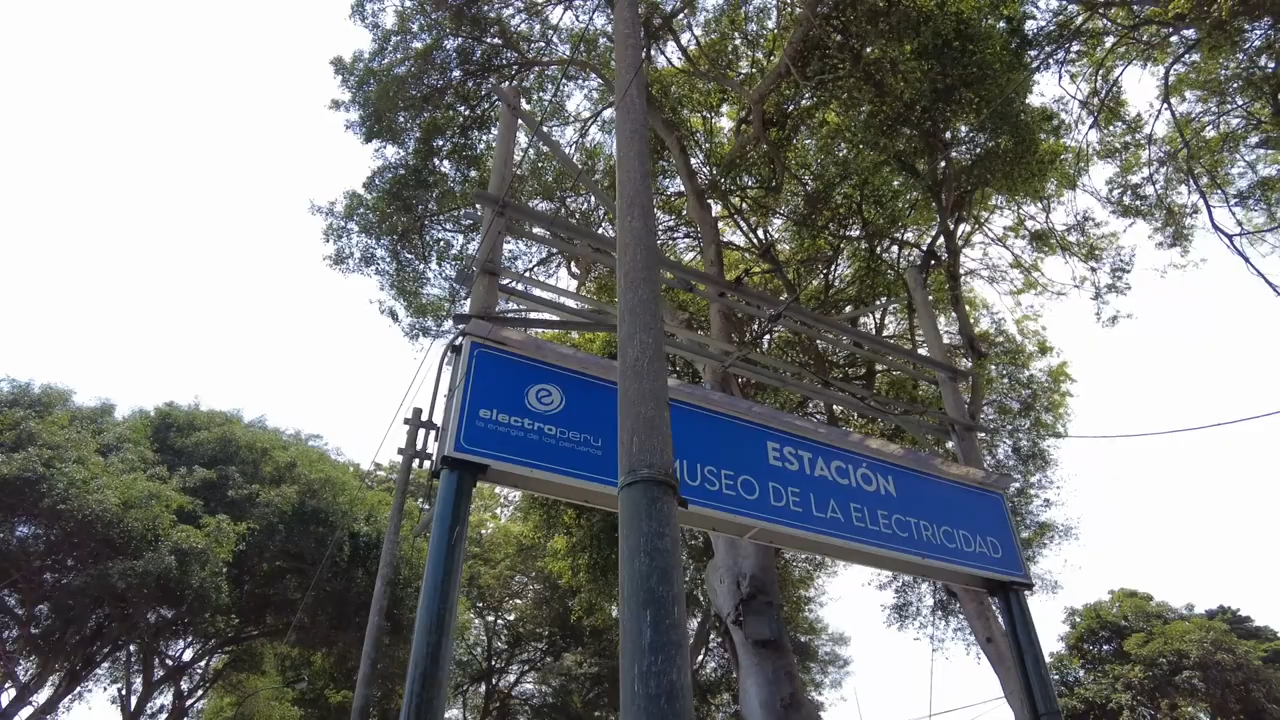 electroperu
la energía de los peruanos
ESTACIÓN
MUSEO DE LA ELECTRICIDAD